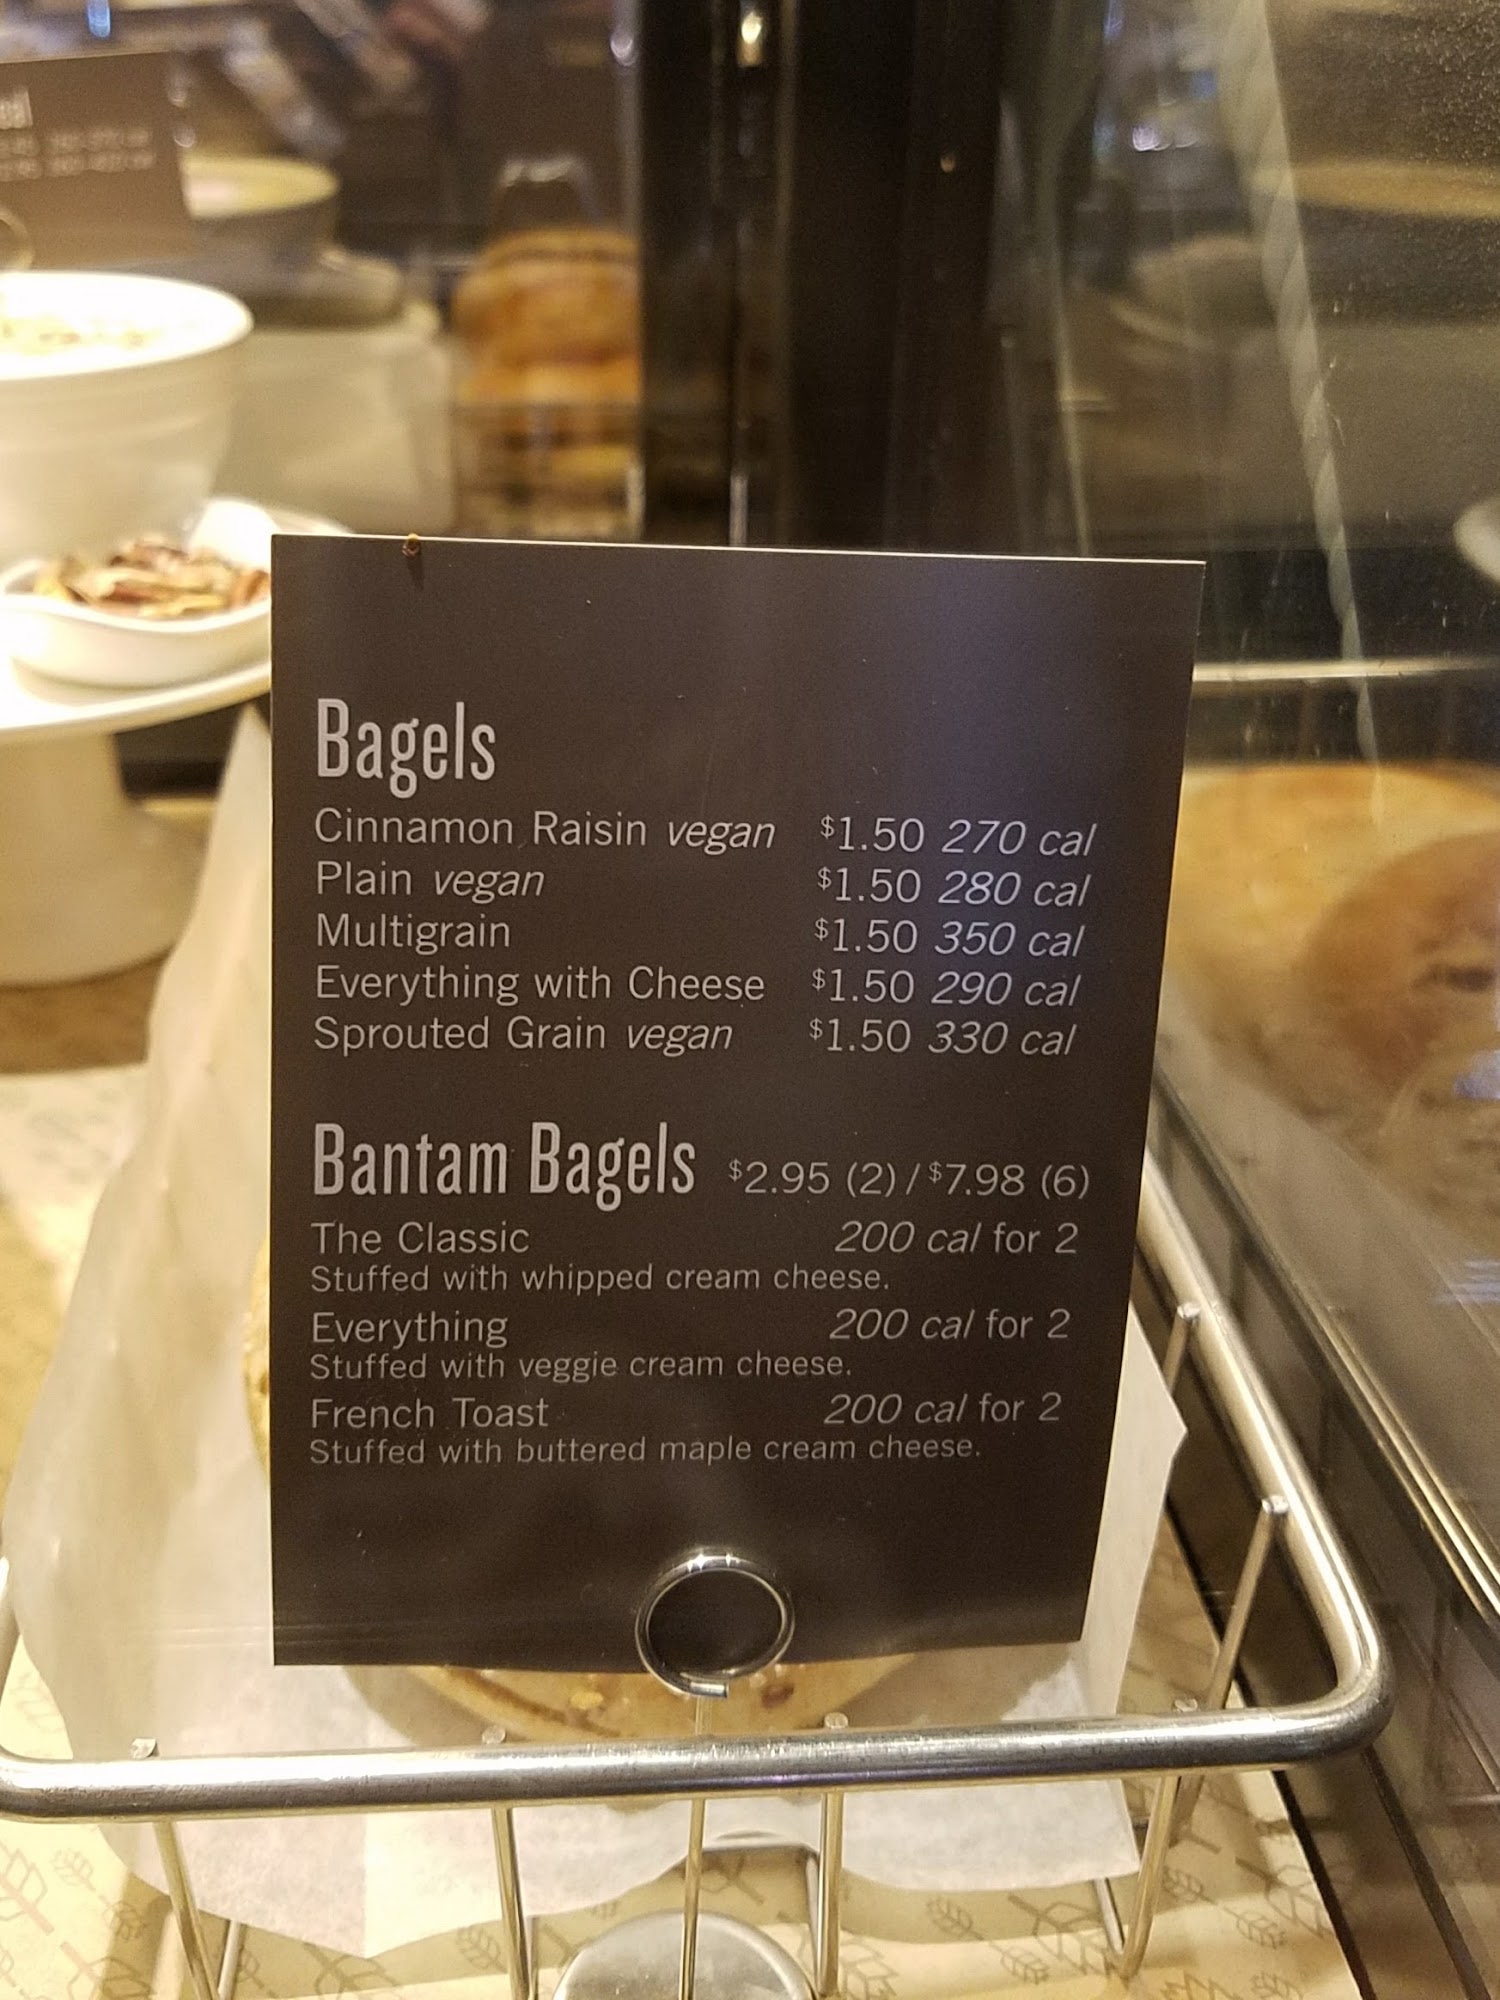 Bagels
Cinnamon Raisin vegan $1.50 270 cal
Plain vegan $1.50 280 cal
Multigrain $1.50 350 cal
Everything with Cheese $1.50 290 cal
Sprouted Grain vegan $1.50 330 cal
Bantam Bagels $2.95 (2) / $7.98 (6)
The Classic 200 cal for 2
Stuffed with whipped cream cheese.
Everything 200 cal for 2
Stuffed with veggie cream cheese.
French Toast 200 cal for 2
Stuffed with buttered maple cream cheese.